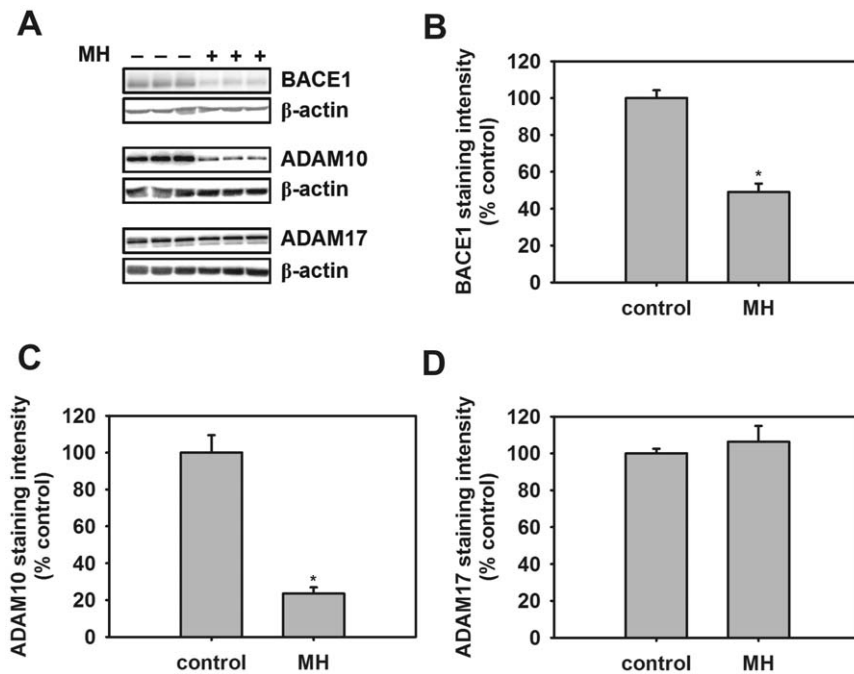 A
MH − − − + + +
BACE1
β-actin
ADAM10
β-actin
ADAM17
β-actin
B
BACE1 staining intensity
(% control)
120
100
80
60
40
20
0
*
control MH
C
ADAM10 staining intensity
(% control)
120
100
80
60
40
20
0
*
control MH
D
ADAM17 staining intensity
(% control)
120
100
80
60
40
20
0
control MH